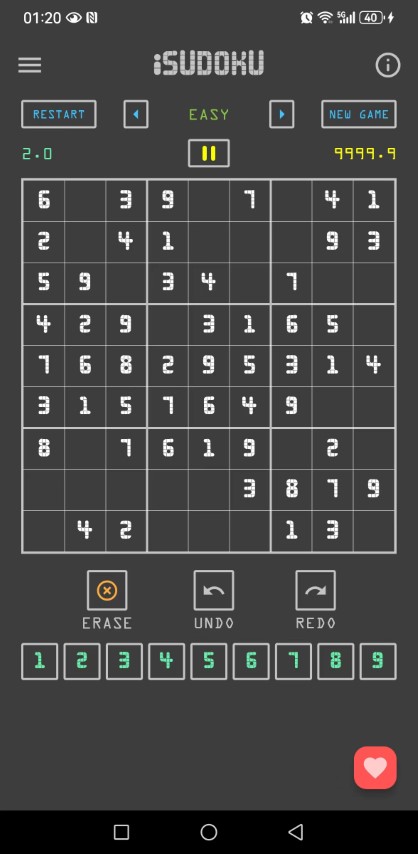 01:20 5G 40
iSUDOKU
RESTART EASY NEW GAME
2.0 9999.9
6 3 9 7 4 1
2 4 1 9 3
5 9 3 4 7
4 2 9 3 1 6 5
7 6 8 2 9 5 3 1 4
3 1 5 7 6 4 9
8 7 6 1 9 2
3 8 7 9
4 2 1 3
ERASE UNDO REDO
1 2 3 4 5 6 7 8 9